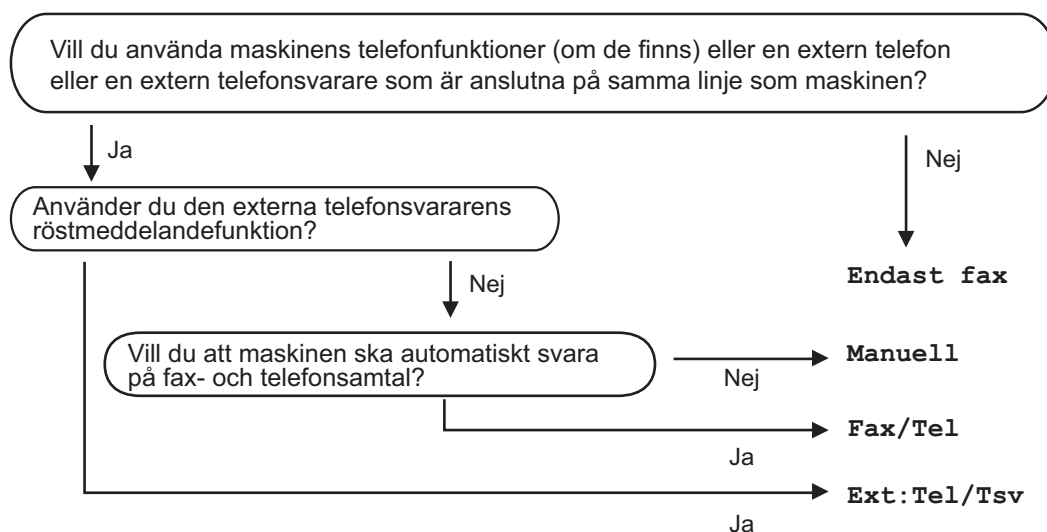 Vill du använda maskinens telefonfunktioner (om de finns) eller en extern telefon
eller en extern telefonsvarare som är anslutna på samma linje som maskinen?
Ja
Nej
Använder du den externa telefonsvararens
röstmeddelandefunktion?
Endast fax
Nej
Vill du att maskinen ska automatiskt svara
på fax- och telefonsamtal?
Nej
Manuell
Fax/Tel
Ja
Ext:Tel/Tsv
Ja